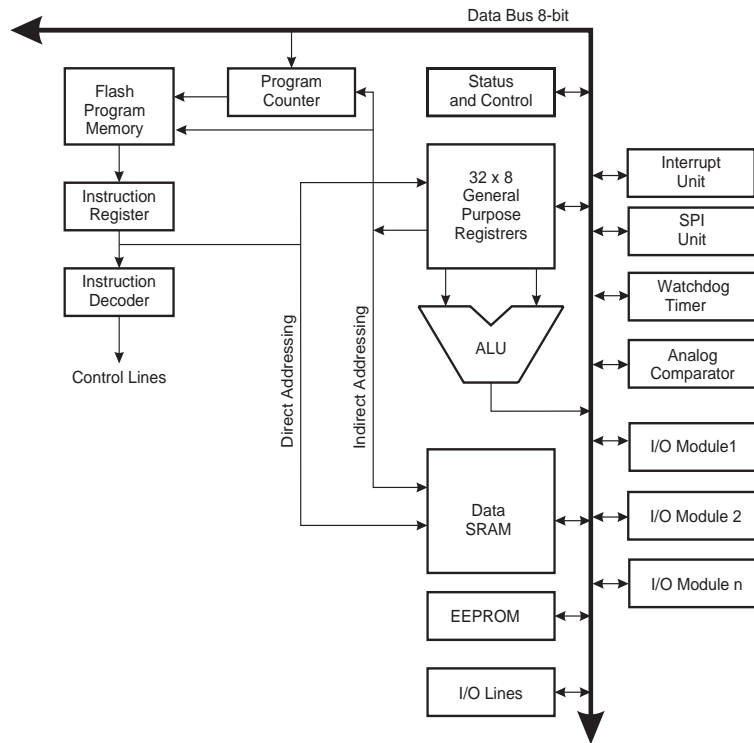 Data Bus 8-bit
Flash
Program
Memory
Program
Counter
Status
and Control
Instruction
Register
32 x 8
General
Purpose
Registrers
Interrupt
Unit
SPI
Unit
Instruction
Decoder
Watchdog
Timer
ALU
Analog
Comparator
Control Lines
Direct Addressing
Indirect Addressing
I/O Module1
Data
SRAM
I/O Module 2
I/O Module n
EEPROM
I/O Lines